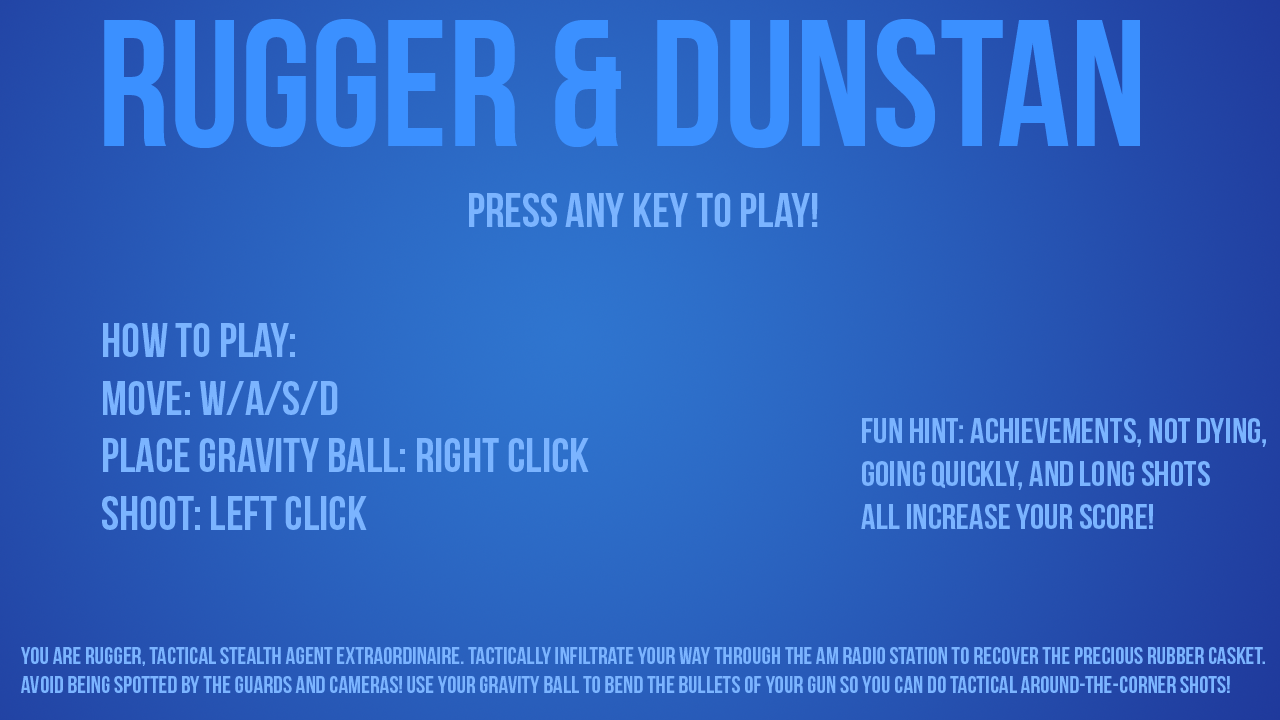 RUGGER & DUNSTAN
PRESS ANY KEY TO PLAY!
HOW TO PLAY:
MOVE: W/A/S/D
PLACE GRAVITY BALL: RIGHT CLICK
SHOOT: LEFT CLICK
FUN HINT: ACHIEVEMENTS, NOT DYING,
GOING QUICKLY, AND LONG SHOTS
ALL INCREASE YOUR SCORE!
YOU ARE RUGGER, TACTICAL STEALTH AGENT EXTRAORDINAIRE. TACTICALLY INFILTRATE YOUR WAY THROUGH THE AM RADIO STATION TO RECOVER THE PRECIOUS RUBBER CASKET.
AVOID BEING SPOTTED BY THE GUARDS AND CAMERAS! USE YOUR GRAVITY BALL TO BEND THE BULLETS OF YOUR GUN SO YOU CAN DO TACTICAL AROUND-THE-CORNER SHOTS!